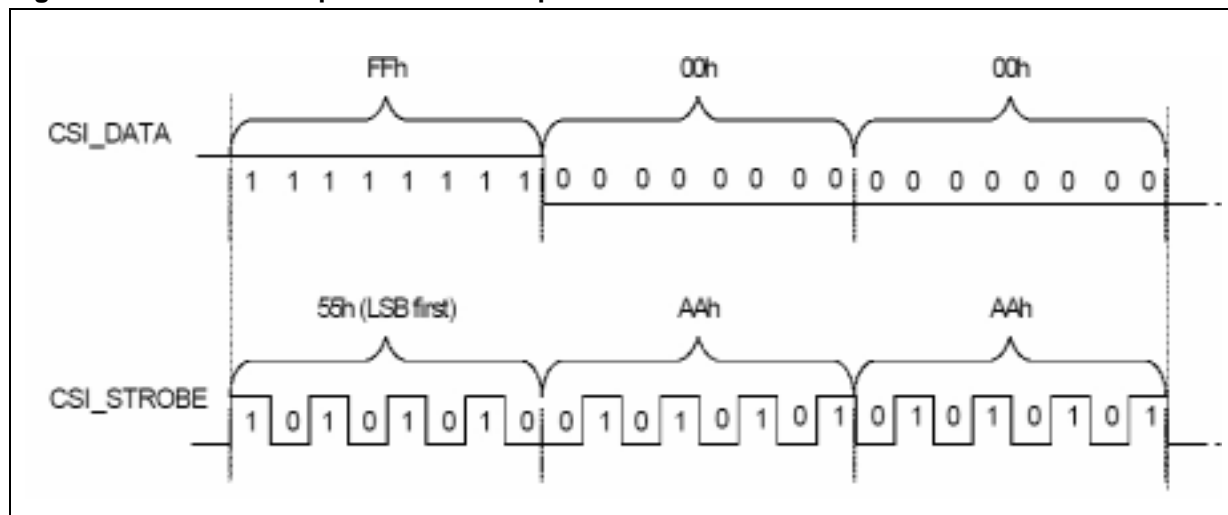 FFh 00h 00h
CSI_DATA
1 1 1 1 1 1 1 1 0 0 0 0 0 0 0 0 0 0 0 0 0 0 0 0
55h (LSB first) AAh AAh
CSI_STROBE
1 0 1 0 1 0 1 0 0 1 0 1 0 1 0 1 0 1 0 1 0 1 0 1